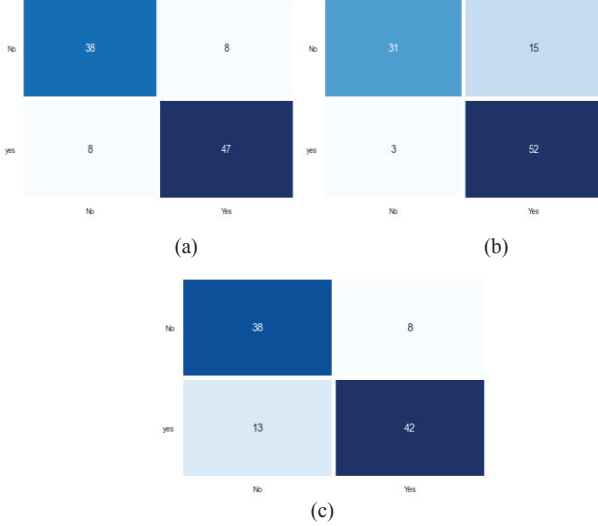 No 38 8 No 31 15
yes 8 47 yes 3 52
No Yes No Yes
(a) (b)
No 38 8
yes 13 42
No Yes
(c)